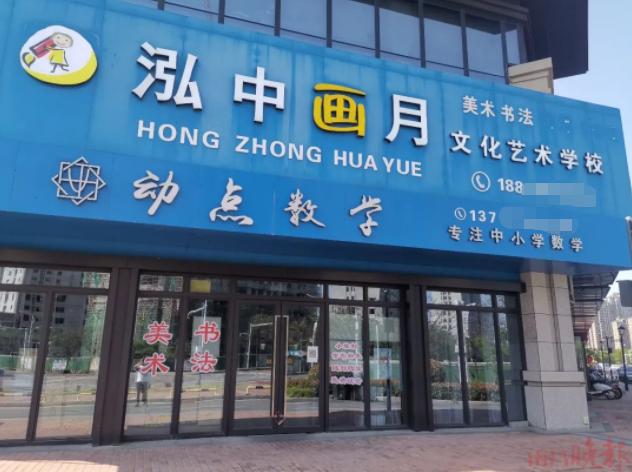 泓中画月
HONG ZHONG HUA YUE
美术书法
文化艺术学校
188
动点数学
137
专注中小学数学
美术
书法